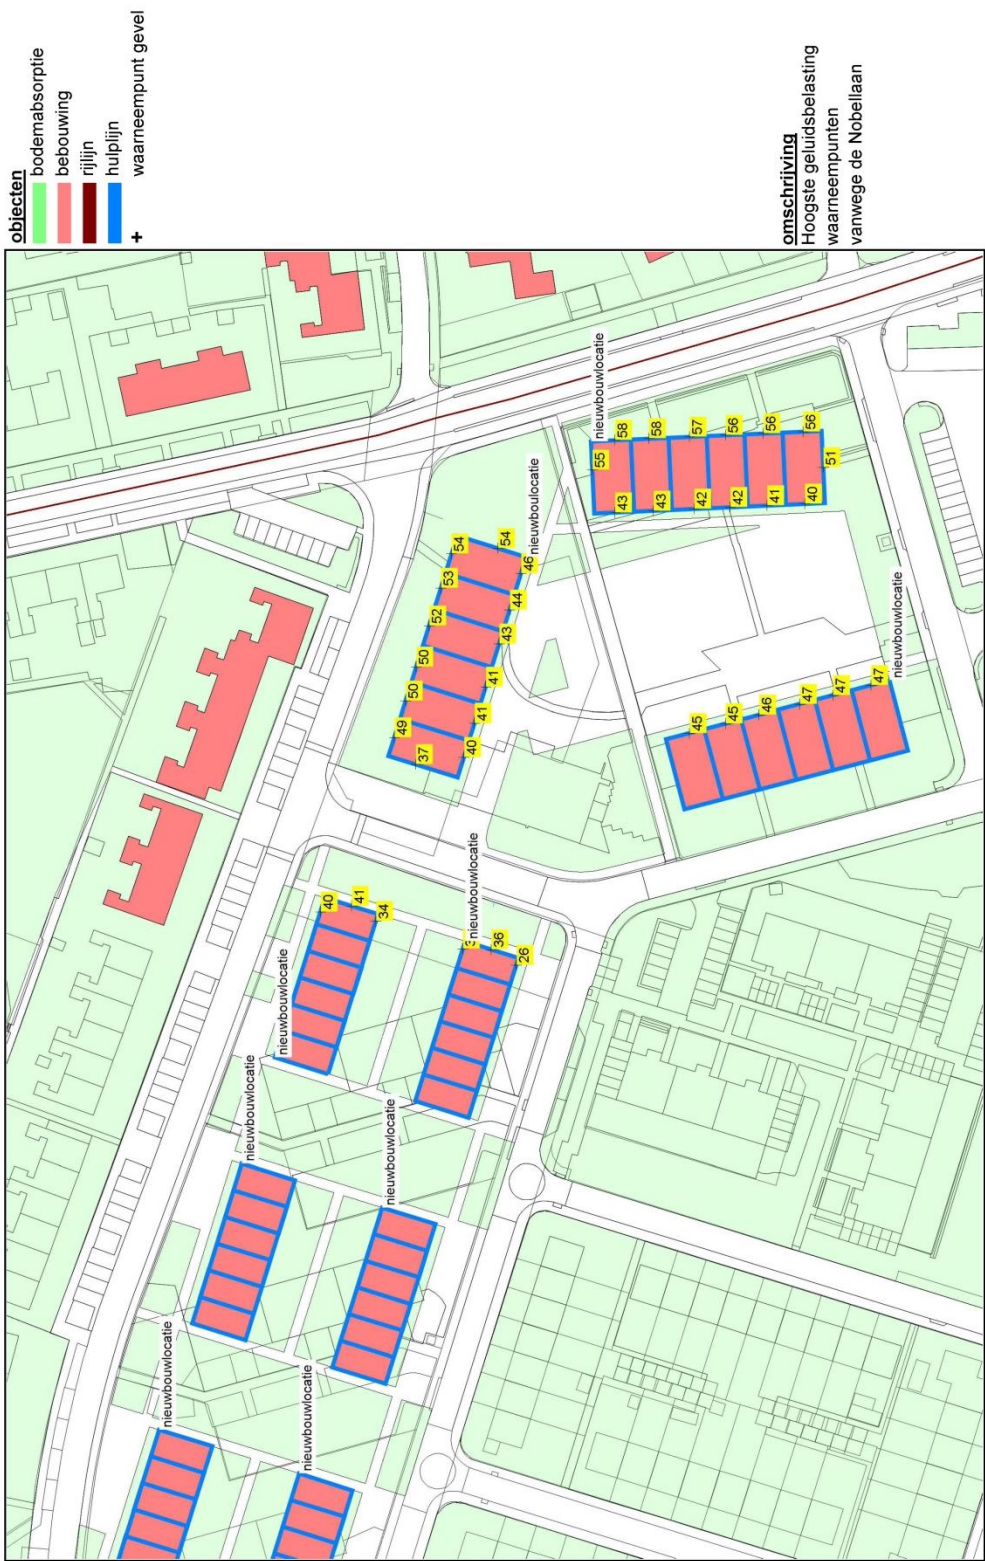 objecten
bodemabsorptie
bebouwing
rijlijn
hulplijn
+ waarneempunt gevel
omschrijving
Hoogste geluidsbelasting
waarneempunten
vanwege de Nobellaan
nieuwbouwlocatie
55
58
58
57
56
56
56
51
43
43
42
42
41
40
nieuwboulocatie
54
54
53
52
50
50
49
37
46
44
43
41
41
40
nieuwbouwlocatie
45
45
46
47
47
47
nieuwbouwlocatie
40
41
34
nieuwbouwlocatie
36
26
nieuwbouwlocatie
nieuwbouwlocatie
nieuwbouwlocatie
nieuwbouwlocatie